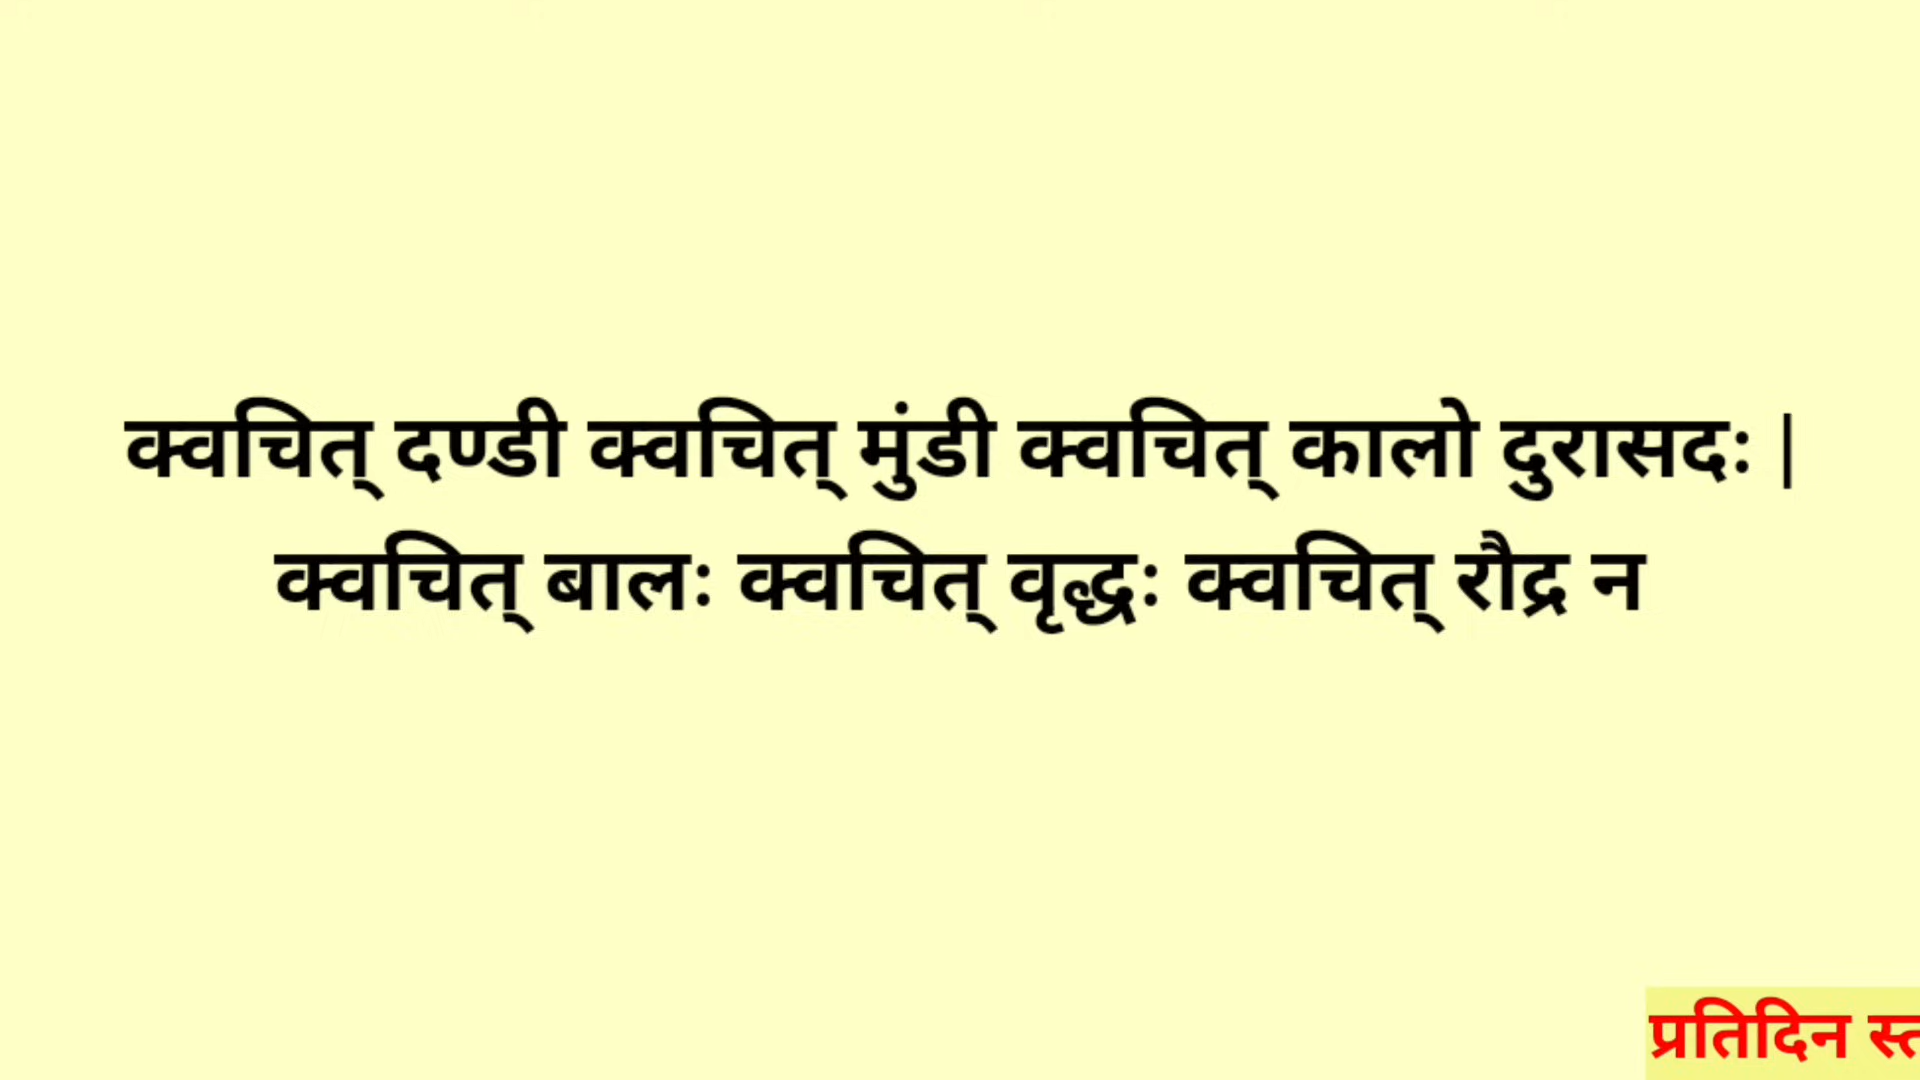 क्वचित् दण्डी क्वचित् मुंडी क्वचित् कालो दुरासदः |
क्वचित् बालः क्वचित् वृद्धः क्वचित् रौद्र न
प्रतिदिन